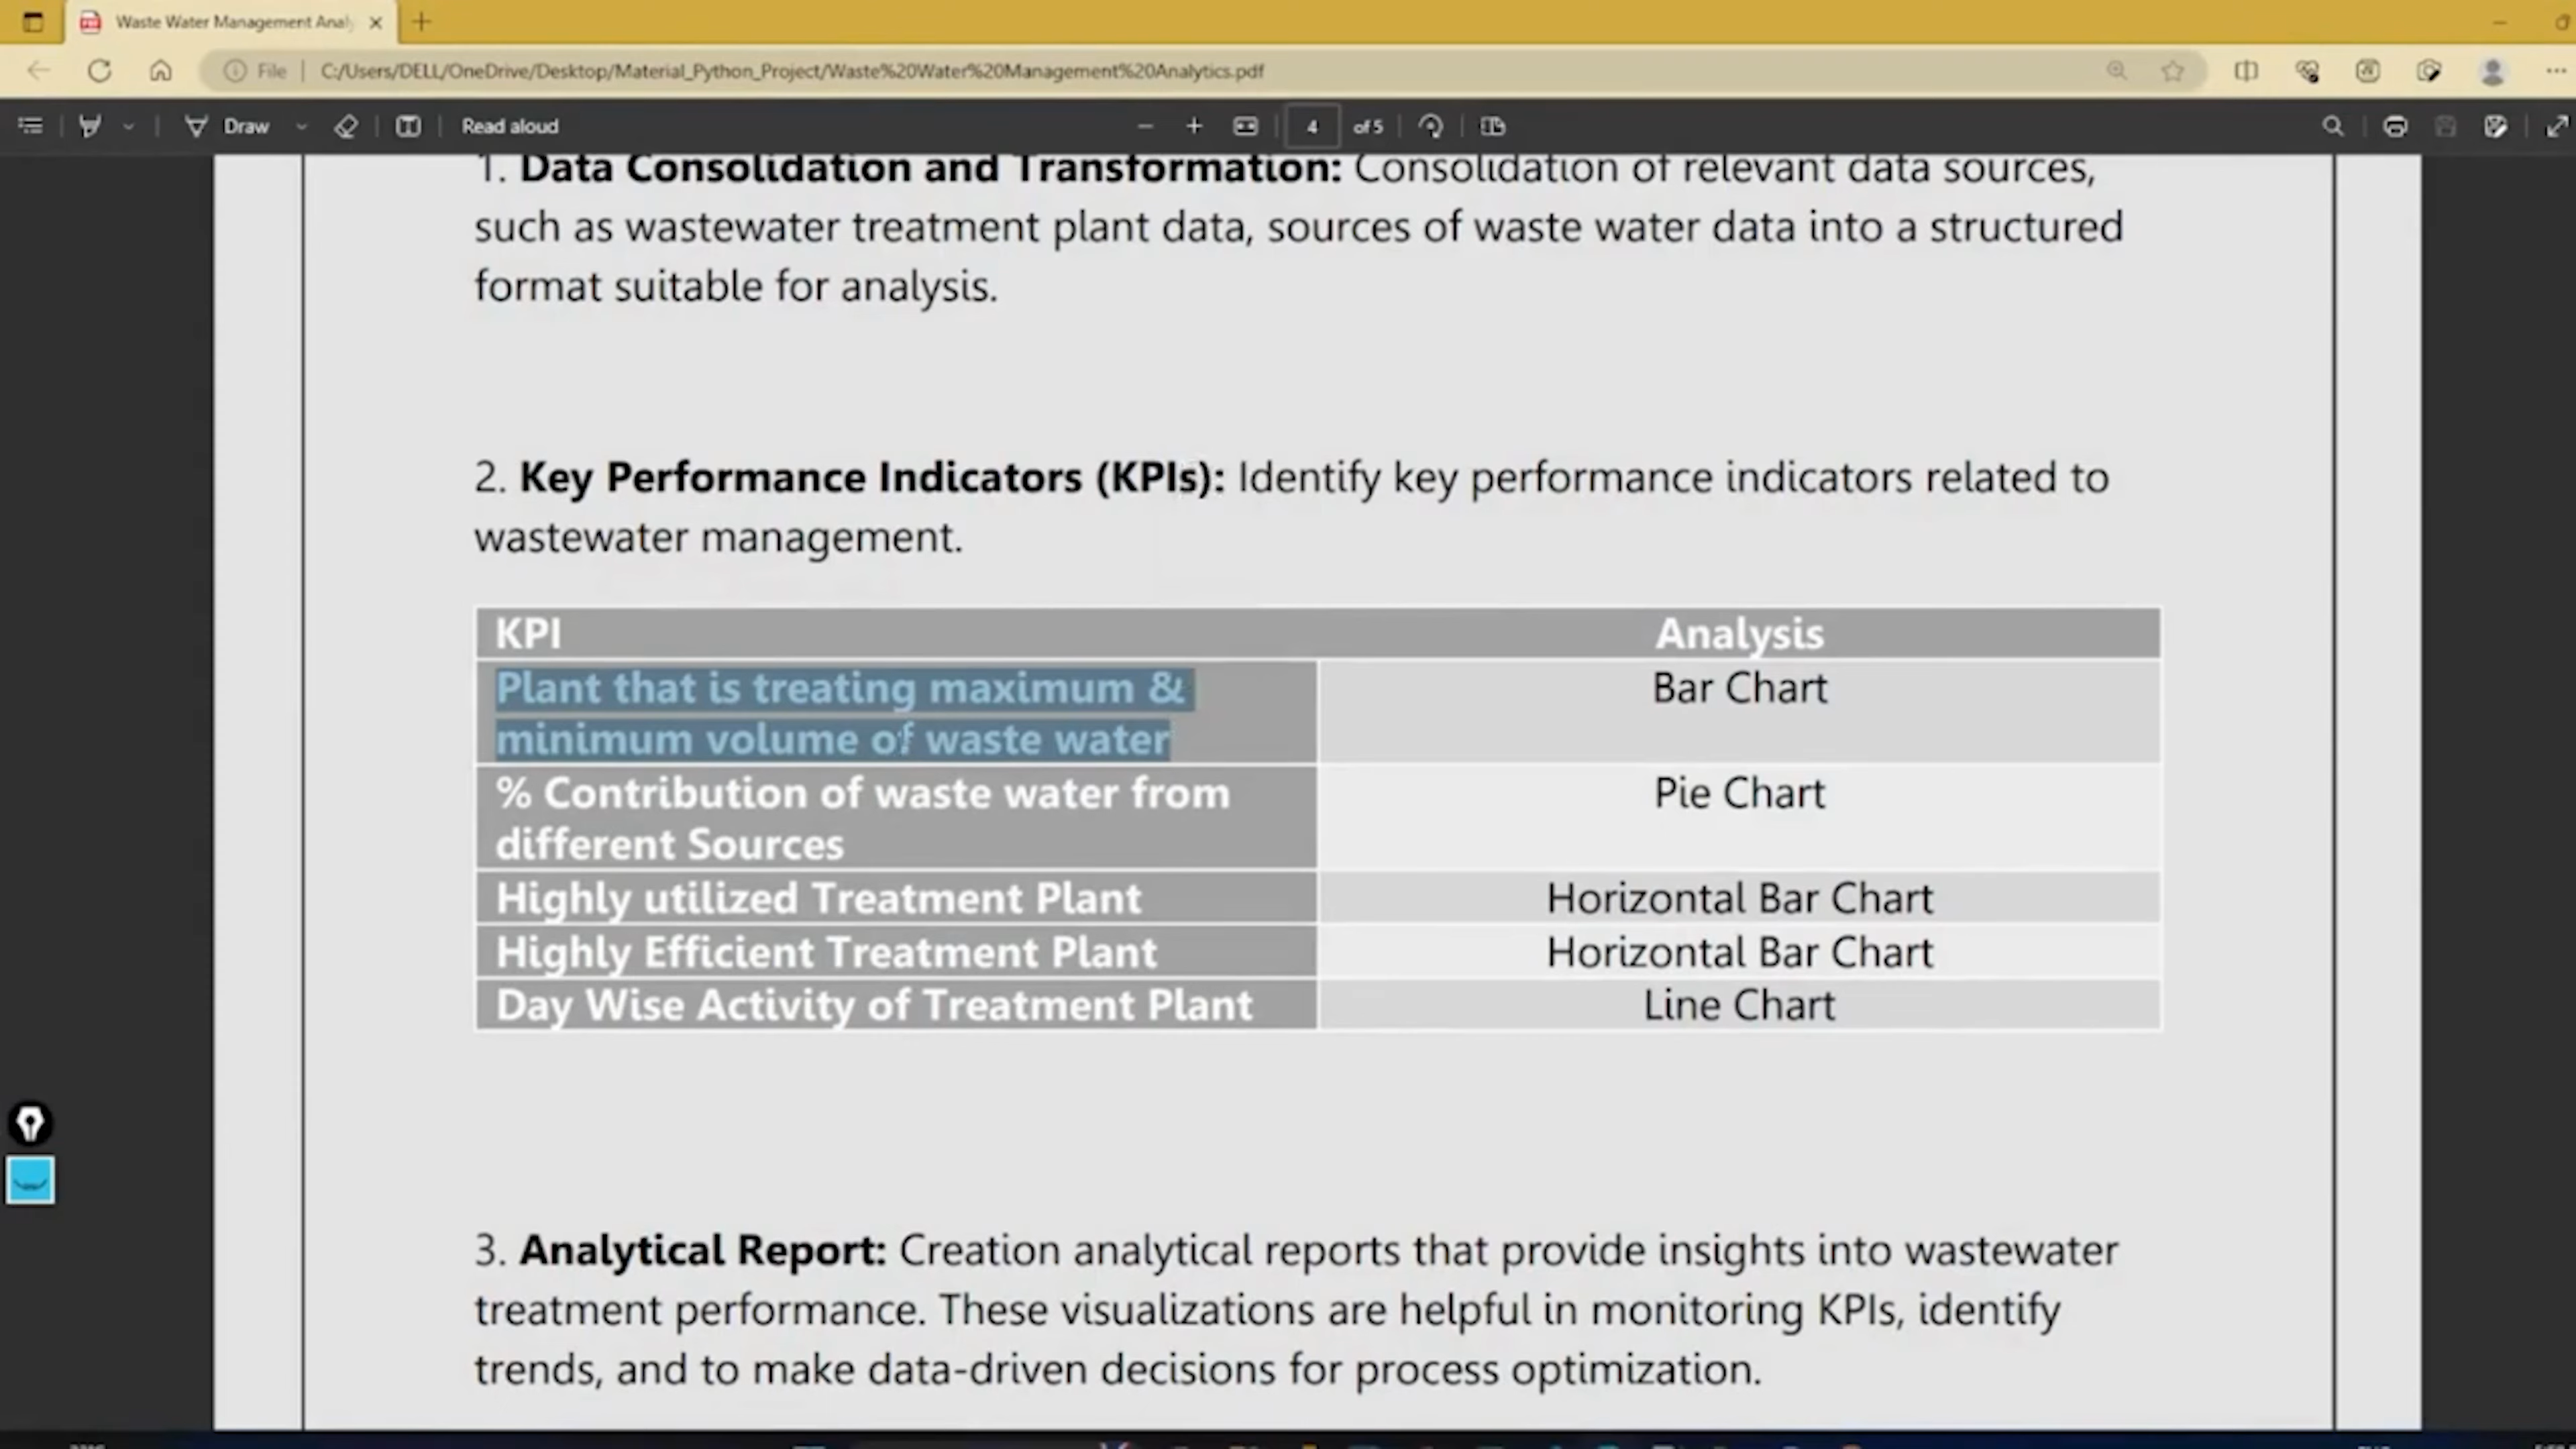 Waste Water Management Analy
File
C:/Users/DELL/OneDrive/Desktop/Material_Python_Project/Waste%20Water%20Management%20Analytics.pdf
Draw
Read aloud
4
of 5
1. Data Consolidation and Transformation: Consolidation of relevant data sources,
such as wastewater treatment plant data, sources of waste water data into a structured
format suitable for analysis.
2. Key Performance Indicators (KPIs): Identify key performance indicators related to
wastewater management.
KPI Analysis
Plant that is treating maximum & Bar Chart
minimum volume of waste water
% Contribution of waste water from Pie Chart
different Sources
Highly utilized Treatment Plant Horizontal Bar Chart
Highly Efficient Treatment Plant Horizontal Bar Chart
Day Wise Activity of Treatment Plant Line Chart
3. Analytical Report: Creation analytical reports that provide insights into wastewater
treatment performance. These visualizations are helpful in monitoring KPIs, identify
trends, and to make data-driven decisions for process optimization.